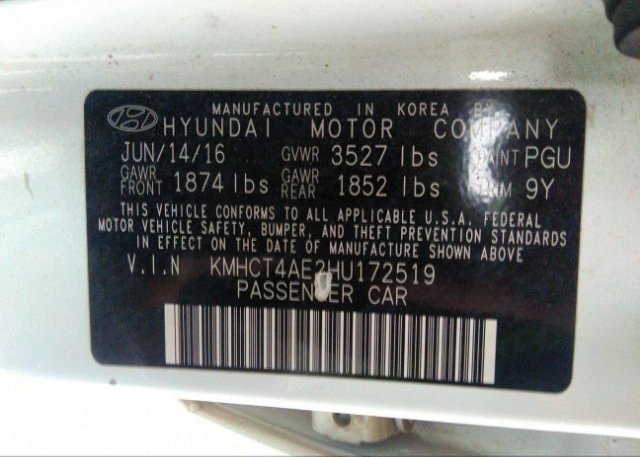 MANUFACTURED IN KOREA BY
HYUNDAI MOTOR COMPANY
JUN/14/16 GVWR 3527 lbs PAINT PGU
GAWR FRONT 1874 lbs GAWR REAR 1852 lbs 9Y
THIS VEHICLE CONFORMS TO ALL APPLICABLE U.S.A. FEDERAL
MOTOR VEHICLE SAFETY, BUMPER, AND THEFT PREVENTION STANDARDS
IN EFFECT ON THE DATE OF MANUFACTURE SHOWN ABOVE
V.I.N KMHCT4AE2HU172519
PASSENGER CAR